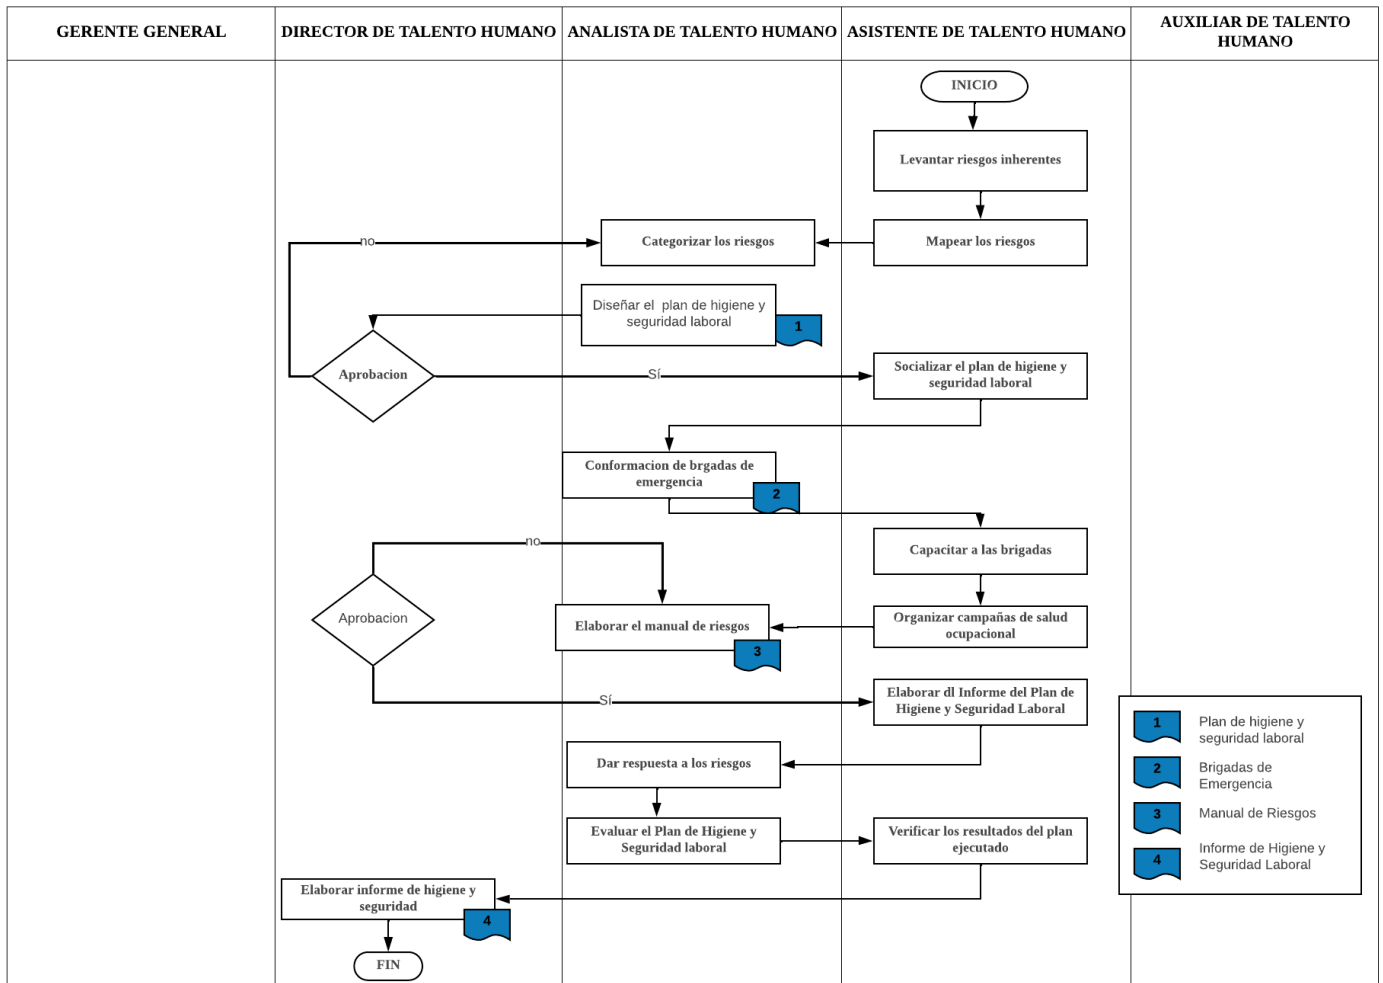 GERENTE GENERAL
DIRECTOR DE TALENTO HUMANO
ANALISTA DE TALENTO HUMANO
ASISTENTE DE TALENTO HUMANO
AUXILIAR DE TALENTO
HUMANO
INICIO
Levantar riesgos inherentes
Categorizar los riesgos
Mapear los riesgos
no
Diseñar el  plan de higiene y
seguridad laboral
1
Aprobacion
Sí
Socializar el plan de higiene y
seguridad laboral
Conformacion de brgadas de
emergencia
2
Capacitar a las brigadas
no
Aprobacion
Elaborar el manual de riesgos
3
Organizar campañas de salud
ocupacional
Sí
Elaborar dl Informe del Plan de
Higiene y Seguridad Laboral
Dar respuesta a los riesgos
Evaluar el Plan de Higiene y
Seguridad laboral
Verificar los resultados del plan
ejecutado
Elaborar informe de higiene y
seguridad
4
FIN
1
Plan de higiene y
seguridad laboral
2
Brigadas de
Emergencia
3
Manual de Riesgos
4
Informe de Higiene y
Seguridad Laboral